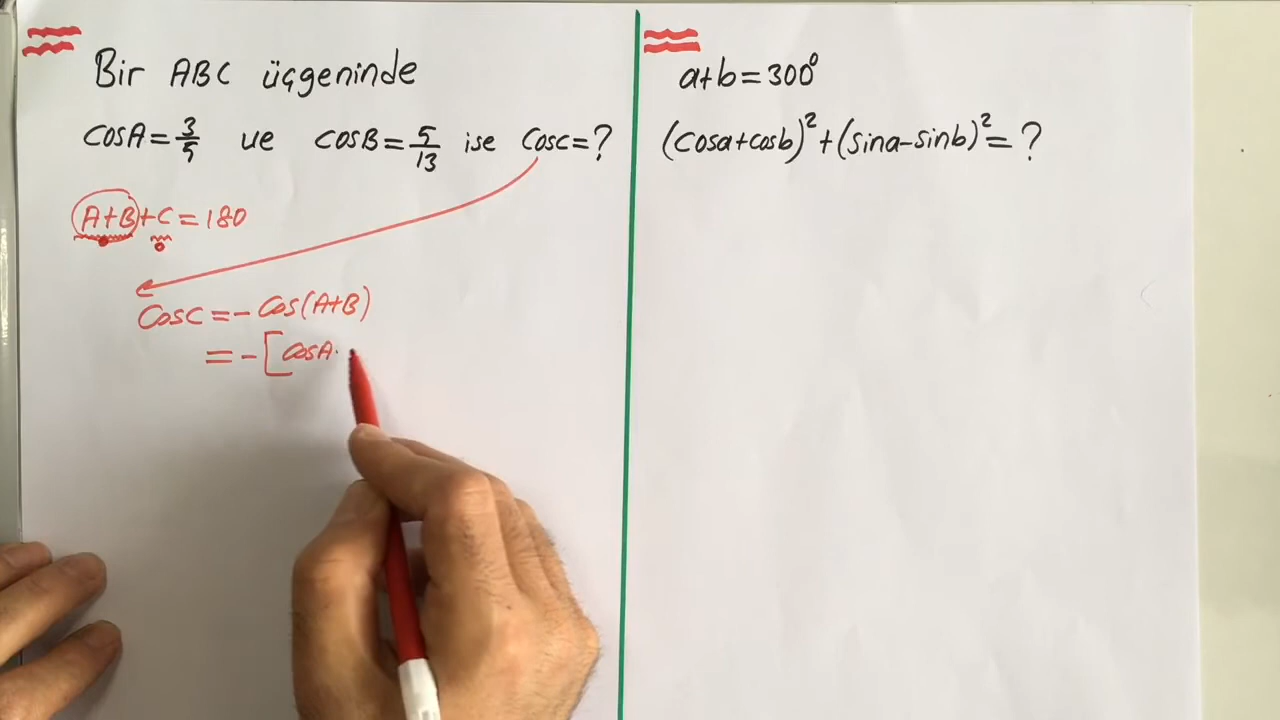 Bir ABC üçgeninde
cosA=3/5 ve cosB=5/13 ise cosc=?
A+B+C=180
Cosc=-cos(A+B)
=-[cosA.
a+b=300°
(cosa+cosb)²+(sina-sinb)²=?